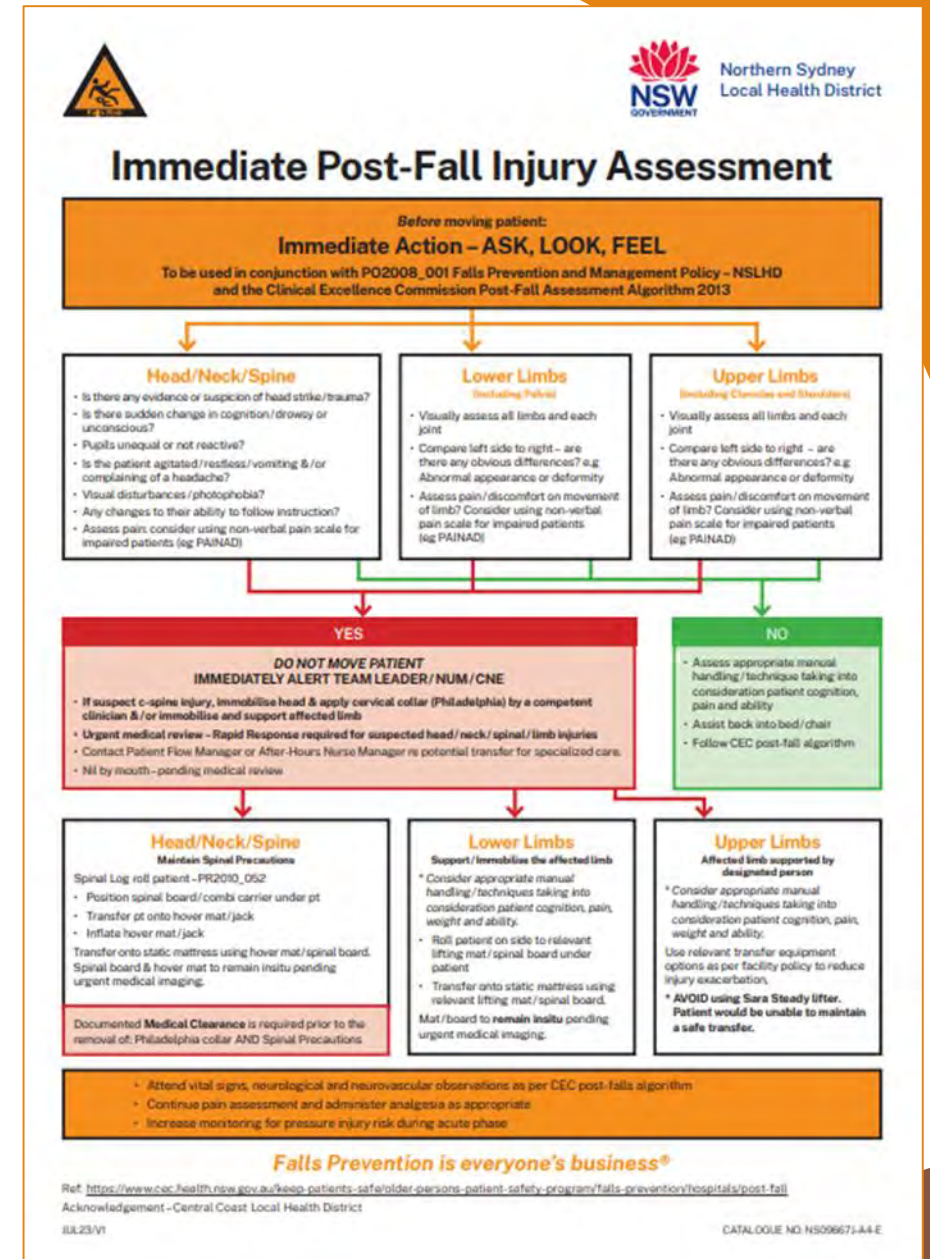 Northern Sydney
Local Health District
NSW
GOVERNMENT
Immediate Post-Fall Injury Assessment
Before moving patient:
Immediate Action – ASK, LOOK, FEEL
To be used in conjunction with PO2008_001 Falls Prevention and Management Policy – NSLHD
and the Clinical Excellence Commission Post-Fall Assessment Algorithm 2013
Head/Neck/Spine
• Is there any evidence or suspicion of head strike/trauma?
• Is there sudden change in cognition/drowsy or
unconscious?
• Pupils unequal or not reactive?
• Is the patient agitated/restless/vomiting &/or
complaining of a headache?
• Visual disturbances/photophobia?
• Any changes to their ability to follow instruction?
• Assess pain: consider using non-verbal pain scale for
impaired patients (eg PAINAD)
Lower Limbs
(including Pelvis)
• Visually assess all limbs and each
joint
• Compare left side to right – are
there any obvious differences? e.g
Abnormal appearance or deformity
• Assess pain/discomfort on movement
of limb? Consider using non-verbal
pain scale for impaired patients
(eg PAINAD)
Upper Limbs
(including Clavicles and Shoulders)
• Visually assess all limbs and each
joint
• Compare left side to right – are
there any obvious differences? e.g
Abnormal appearance or deformity
• Assess pain/discomfort on movement
of limb? Consider using non-verbal
pain scale for impaired patients
(eg PAINAD)
YES
DO NOT MOVE PATIENT
IMMEDIATELY ALERT TEAM LEADER/NUM/CNE
• If suspect c-spine injury, immobilise head & apply cervical collar (Philadelphia) by a competent
clinician &/or immobilise and support affected limb
• Urgent medical review – Rapid Response required for suspected head/neck/spinal/limb injuries
• Contact Patient Flow Manager or After-Hours Nurse Manager re potential transfer for specialized care.
• Nil by mouth – pending medical review
NO
• Assess appropriate manual
handling/technique taking into
consideration patient cognition,
pain and ability
• Assist back into bed/chair
• Follow CEC post-fall algorithm
Head/Neck/Spine
Maintain Spinal Precautions
Spinal Log roll patient – PR2010_052
• Position spinal board/combi carrier under pt
• Transfer pt onto hover mat/jack
• Inflate hover mat/jack
Transfer onto static mattress using hover mat/spinal board.
Spinal board & hover mat to remain insitu pending
urgent medical imaging.
Documented Medical Clearance is required prior to the
removal of: Philadelphia collar AND Spinal Precautions
Lower Limbs
Support/Immobilise the affected limb
* Consider appropriate manual
handling/techniques taking into
consideration patient cognition, pain,
weight and ability.
• Roll patient on side to relevant
lifting mat/spinal board under
patient
• Transfer onto static mattress using
relevant lifting mat/spinal board.
Mat/board to remain insitu pending
urgent medical imaging.
Upper Limbs
Affected limb supported by
designated person
* Consider appropriate manual
handling/techniques taking into
consideration patient cognition, pain,
weight and ability.
Use relevant transfer equipment
options as per facility policy to reduce
injury exacerbation.
* AVOID using Sara Steady lifter.
Patient would be unable to maintain
a safe transfer.
• Attend vital signs, neurological and neurovascular observations as per CEC post-falls algorithm
• Continue pain assessment and administer analgesia as appropriate
• Increase monitoring for pressure injury risk during acute phase
Falls Prevention is everyone's business®
Ref: https://www.cec.health.nsw.gov.au/keep-patients-safe/older-persons-patient-safety-program/falls-prevention/hospitals/post-fall
Acknowledgement – Central Coast Local Health District
JUL23/V1
CATALOGUE NO: NS09667J-A4-E